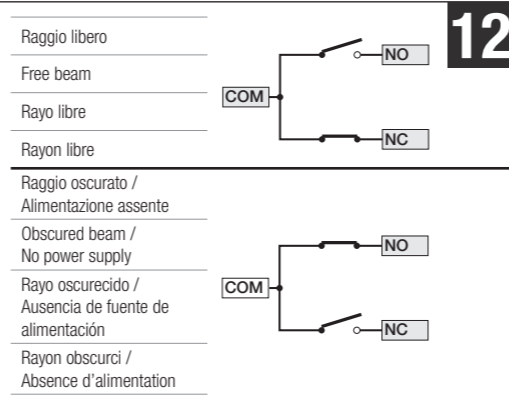 12
Raggio libero
Free beam
Rayo libre
Rayon libre
NO
COM
NC
Raggio oscurato /
Alimentazione assente
Obscured beam /
No power supply
Rayo oscurecido /
Ausencia de fuente de
alimentación
Rayon obscurci /
Absence d'alimentation
NO
COM
NC